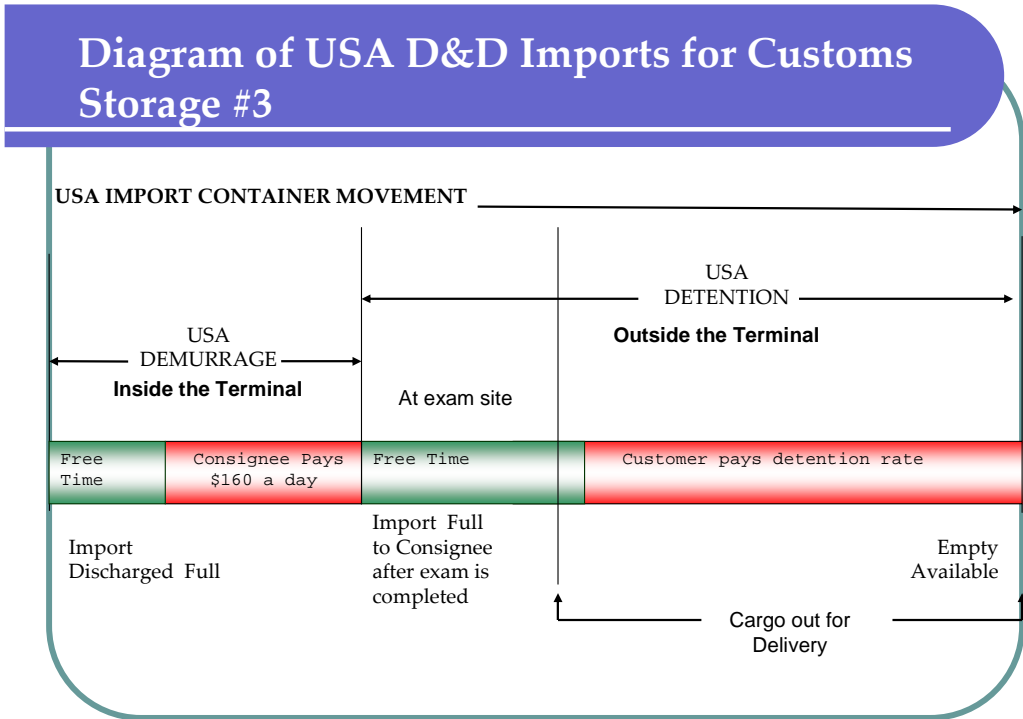 Diagram of USA D&D Imports for Customs
Storage #3
USA IMPORT CONTAINER MOVEMENT
USA
DETENTION
Outside the Terminal
USA
DEMURRAGE
Inside the Terminal
At exam site
Free
Time
Consignee Pays
$160 a day
Free Time
Customer pays detention rate
Import
Discharged Full
Import Full
to Consignee
after exam is
completed
Empty
Available
Cargo out for
Delivery